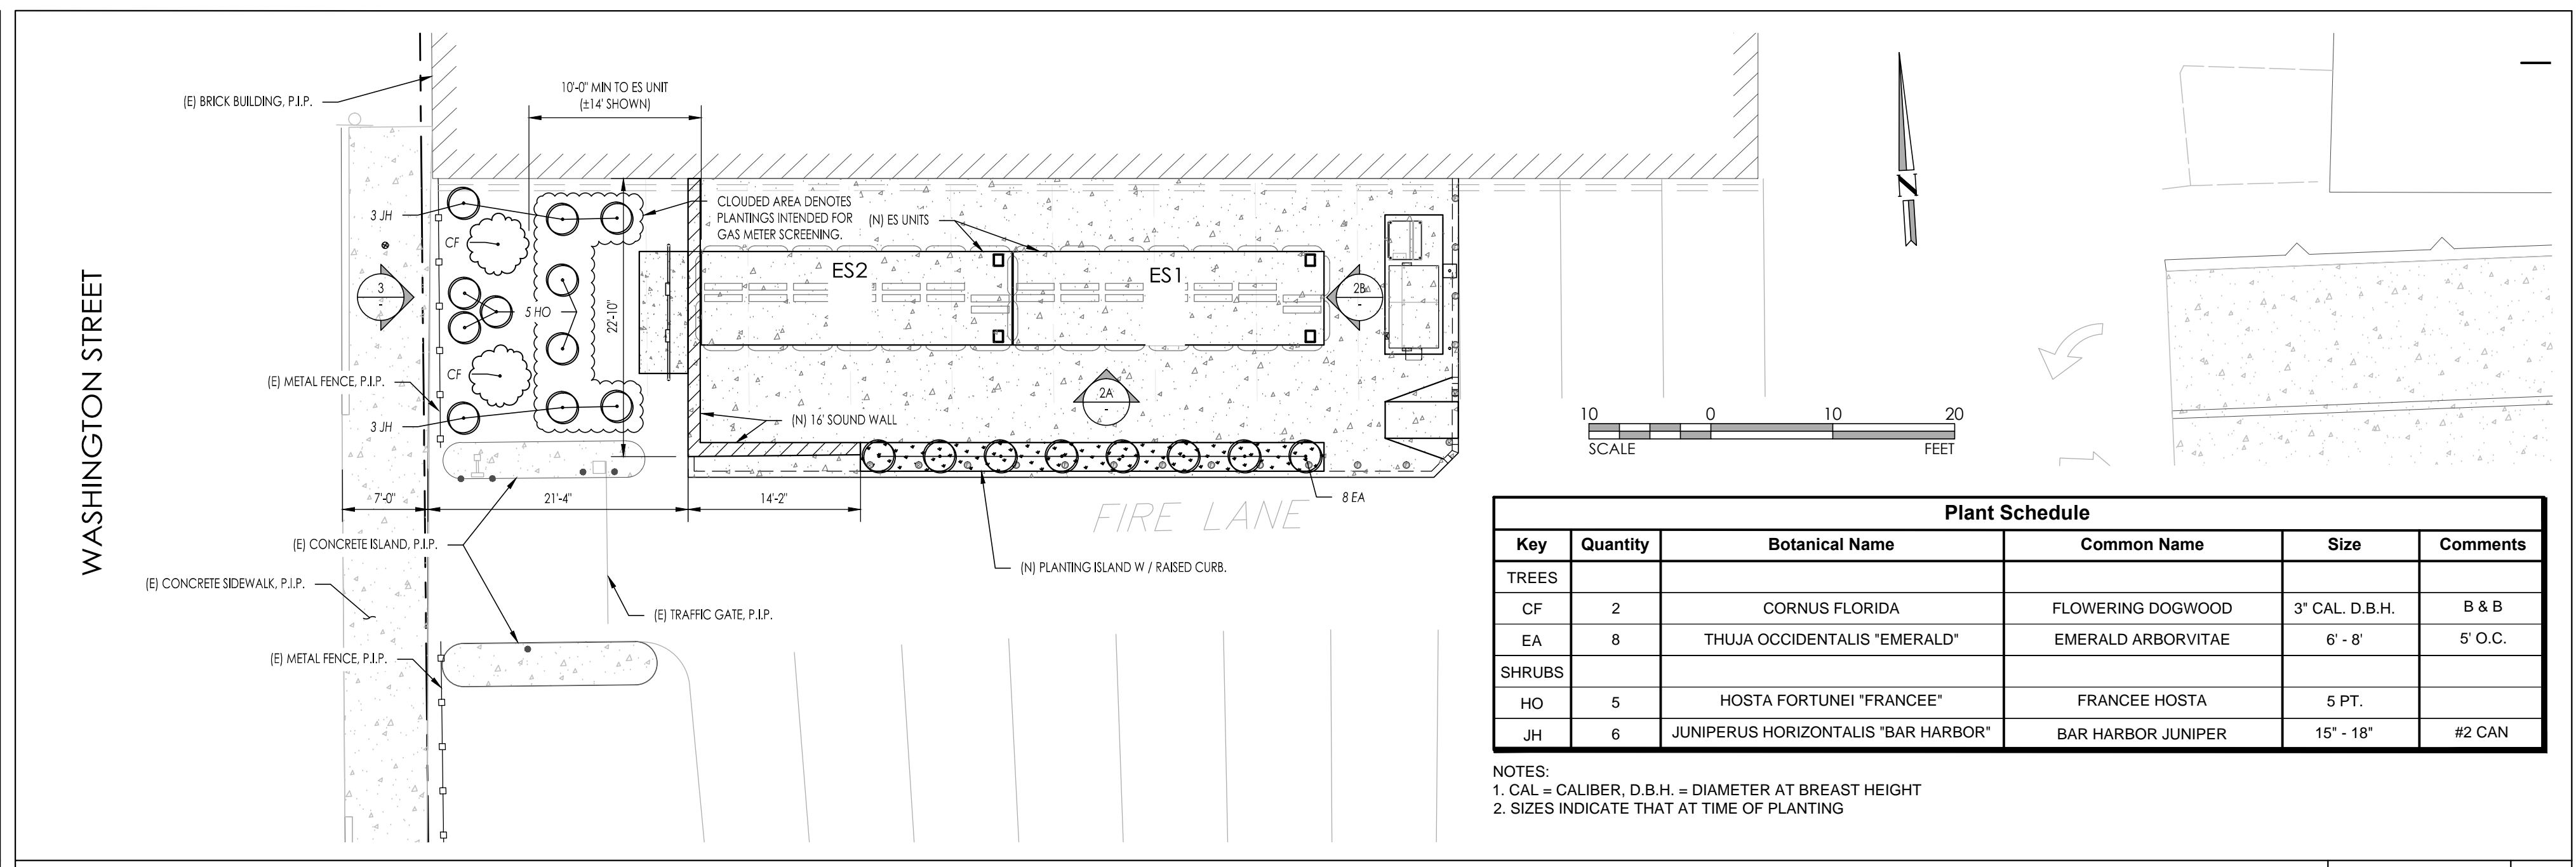 10'-0" MIN TO ES UNIT
(±14' SHOWN)
(E) BRICK BUILDING, P.I.P.
3 JH
CF
CLOUDED AREA DENOTES
PLANTINGS INTENDED FOR
GAS METER SCREENING.
(N) ES UNITS
N
ES2
ES1
3
-
2B
-
5 HO
22'-10"
WASHINGTON STREET
(E) METAL FENCE, P.I.P.
CF
2A
-
3 JH
(N) 16' SOUND WALL
10 0 10 20
SCALE FEET
7'-0"
21'-4"
14'-2"
8 EA
FIRE LANE
(E) CONCRETE ISLAND, P.I.P.
(N) PLANTING ISLAND W / RAISED CURB.
(E) CONCRETE SIDEWALK, P.I.P.
(E) TRAFFIC GATE, P.I.P.
(E) METAL FENCE, P.I.P.
Plant Schedule
Key Quantity Botanical Name Common Name Size Comments
TREES
CF 2 CORNUS FLORIDA FLOWERING DOGWOOD 3" CAL. D.B.H. B & B
EA 8 THUJA OCCIDENTALIS "EMERALD" EMERALD ARBORVITAE 6' - 8' 5' O.C.
SHRUBS
HO 5 HOSTA FORTUNEI "FRANCEE" FRANCEE HOSTA 5 PT.
JH 6 JUNIPERUS HORIZONTALIS "BAR HARBOR" BAR HARBOR JUNIPER 15" - 18" #2 CAN
NOTES:
1. CAL = CALIBER, D.B.H. = DIAMETER AT BREAST HEIGHT
2. SIZES INDICATE THAT AT TIME OF PLANTING